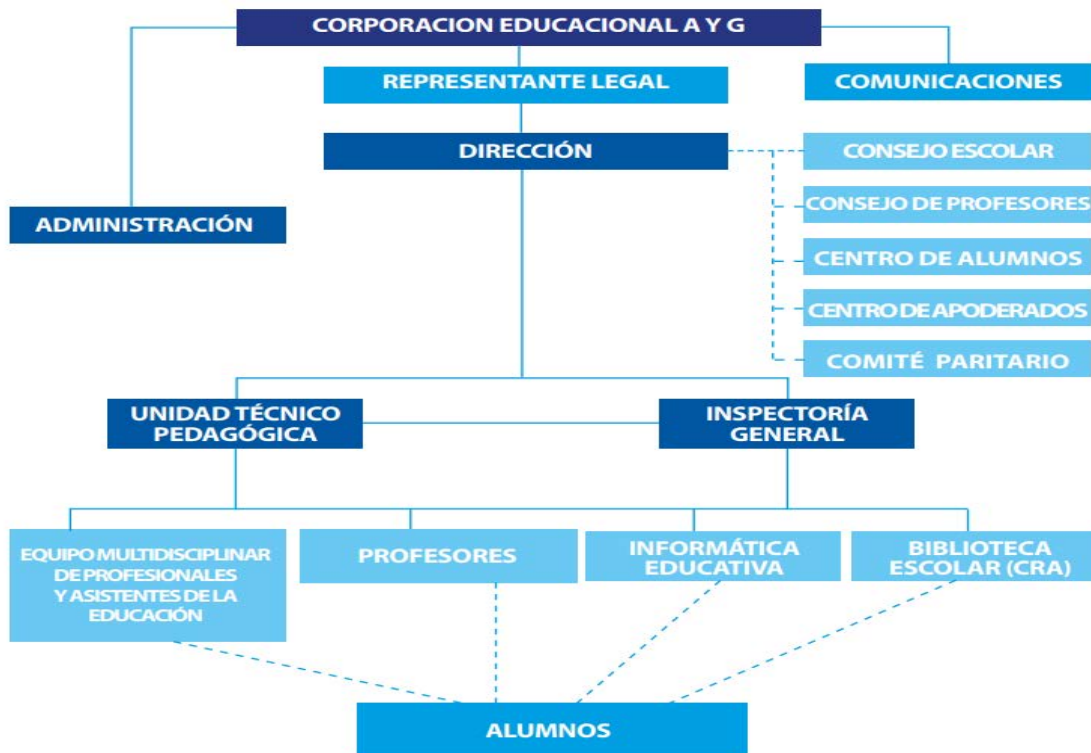 CORPORACION EDUCACIONAL A Y G
REPRESENTANTE LEGAL
COMUNICACIONES
DIRECCIÓN
CONSEJO ESCOLAR
ADMINISTRACIÓN
CONSEJO DE PROFESORES
CENTRO DE ALUMNOS
CENTRO DE APODERADOS
COMITÉ PARITARIO
UNIDAD TÉCNICO
PEDAGÓGICA
INSPECTORÍA
GENERAL
EQUIPO MULTIDISCIPLINAR
DE PROFESIONALES
Y ASISTENTES DE LA
EDUCACIÓN
PROFESORES
INFORMÁTICA
EDUCATIVA
BIBLIOTECA
ESCOLAR (CRA)
ALUMNOS